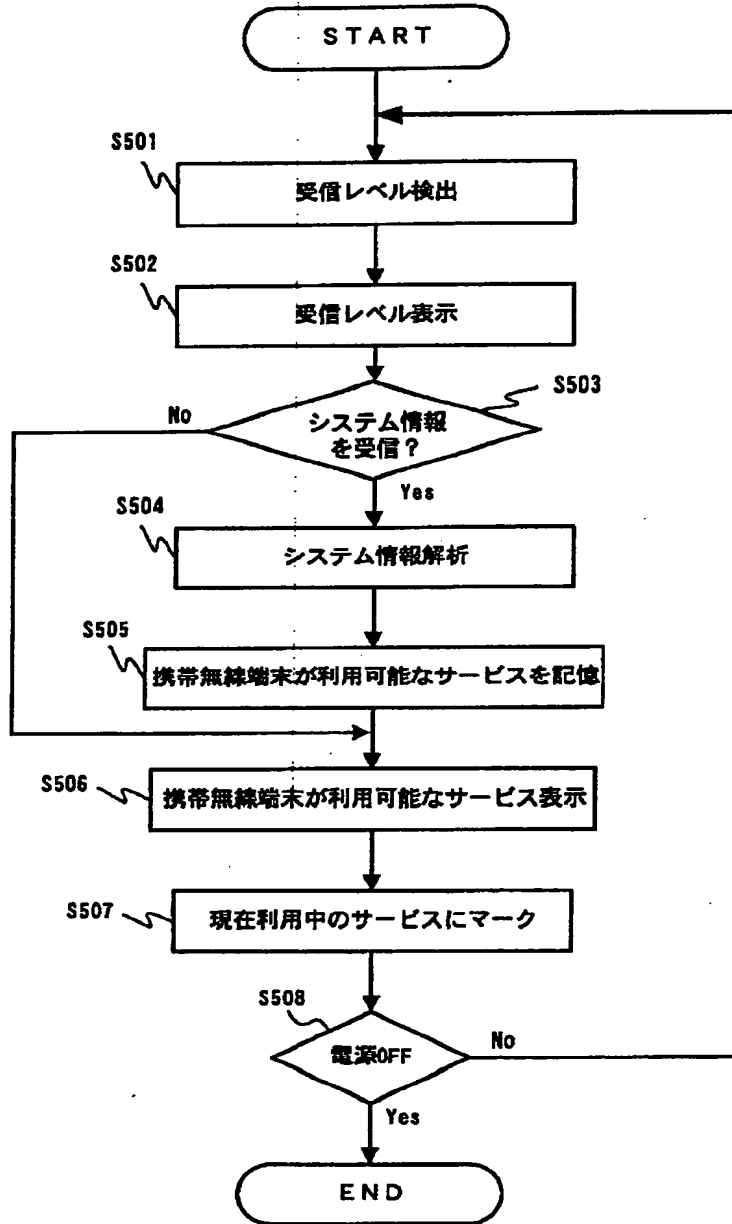 START
S501
受信レベル検出
S502
受信レベル表示
S503
No
システム情報
を受信？
Yes
S504
システム情報解析
S505
携帯無線端末が利用可能なサービスを記憶
S506
携帯無線端末が利用可能なサービス表示
S507
現在利用中のサービスにマーク
S508
電源OFF
No
Yes
END